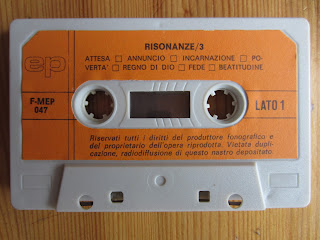 RISONANZE/3
ATTESA □ ANNUNCIO □ INCARNAZIONE □ PO-
VERTA' □ REGNO DI DIO □ FEDE □ BEATITUDINE
ep
F-MEP
047
LATO 1
Riservati tutti i diritti del produttore fonografico e
del proprietario dell'opera riprodotta. Vietata dupli-
cazione, radiodiffusione di questo nastro depositato.